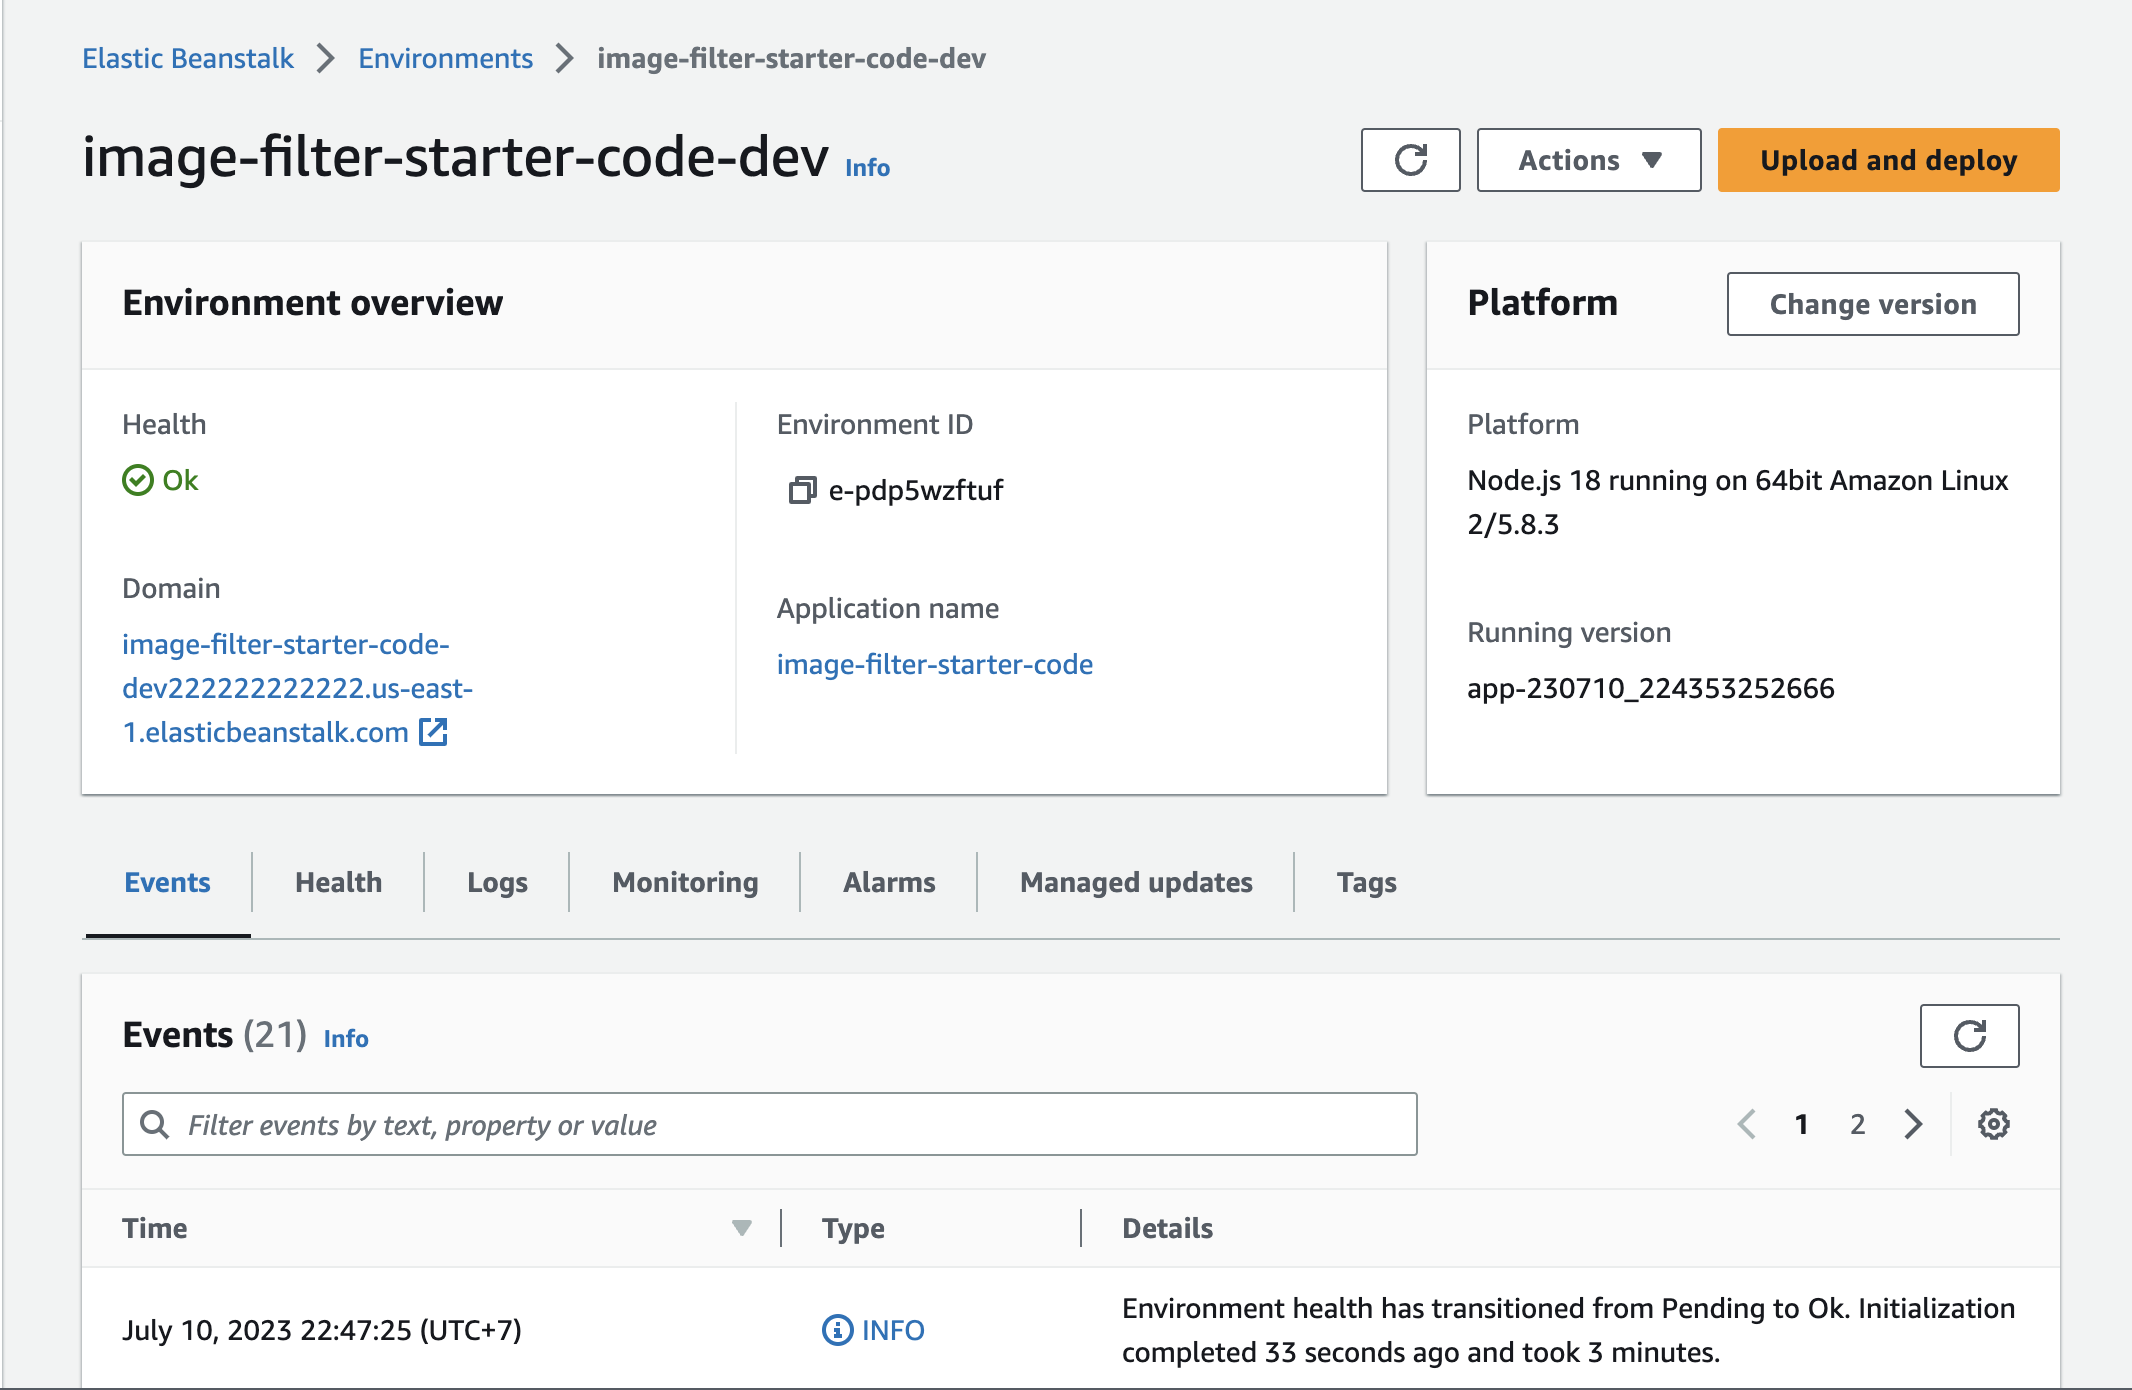 Elastic Beanstalk > Environments > image-filter-starter-code-dev
image-filter-starter-code-dev Info
Actions
Upload and deploy
Environment overview
Health
Ok
Domain
image-filter-starter-code-
dev222222222222.us-east-
1.elasticbeanstalk.com
Environment ID
e-pdp5wzftuf
Application name
image-filter-starter-code
Platform
Change version
Platform
Node.js 18 running on 64bit Amazon Linux
2/5.8.3
Running version
app-230710_224353252666
Events Health Logs Monitoring Alarms Managed updates Tags
Events (21) Info
Filter events by text, property or value
1 2
Time Type Details
July 10, 2023 22:47:25 (UTC+7)
INFO
Environment health has transitioned from Pending to Ok. Initialization
completed 33 seconds ago and took 3 minutes.